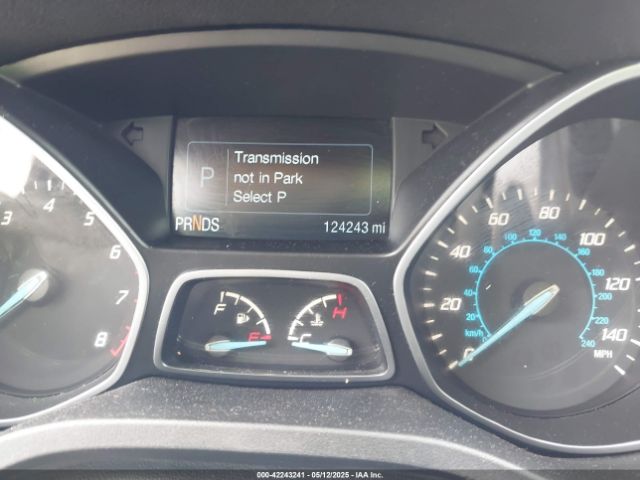 P
Transmission
not in Park
Select P
PRNDS
124243 mi
3
4
5
6
7
8
F
E
H
C
0
20
40
60
80
100
120
140
MPH
km/h
20
40
60
80
100
120
140
160
180
200
240
000-42243241 - 05/12/2025 - IAA, Inc.